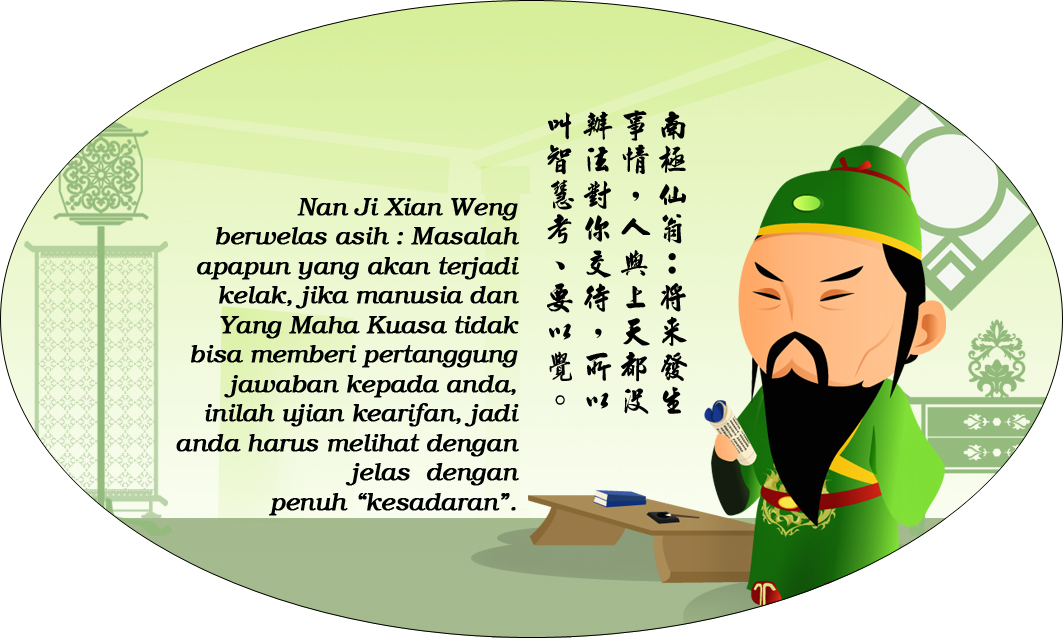 Nan Ji Xian Weng
berwelas asih : Masalah
apapun yang akan terjadi
kelak, jika manusia dan
Yang Maha Kuasa tidak
bisa memberi pertanggung
jawaban kepada anda,
inilah ujian kearifan, jadi
anda harus melihat dengan
jelas dengan
penuh “kesadaran”.
南極仙翁：将来發生
事情，人與上天都没
辦法對你交待，所以
叫智慧考、要以覺。